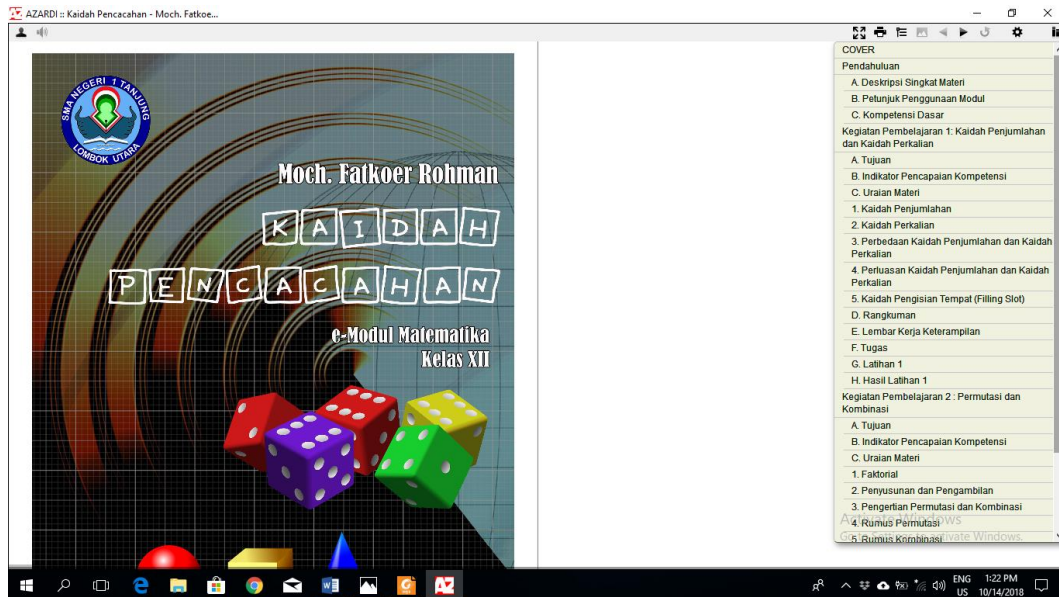 AZARDI :: Kaidah Pencacahan - Moch. Fatkoe...
SMA NEGERI 1 TANJUNG
LOMBOK UTARA
Moch. Fatkoer Rohman
KAIDAH
PENCACAHAN
e-Modul Matematika
Kelas XII
COVER
Pendahuluan
A. Deskripsi Singkat Materi
B. Petunjuk Penggunaan Modul
C. Kompetensi Dasar
Kegiatan Pembelajaran 1: Kaidah Penjumlahan
dan Kaidah Perkalian
A. Tujuan
B. Indikator Pencapaian Kompetensi
C. Uraian Materi
1. Kaidah Penjumlahan
2. Kaidah Perkalian
3. Perbedaan Kaidah Penjumlahan dan Kaidah
Perkalian
4. Perluasan Kaidah Penjumlahan dan Kaidah
Perkalian
5. Kaidah Pengisian Tempat (Filling Slot)
D. Rangkuman
E. Lembar Kerja Keterampilan
F. Tugas
G. Latihan 1
H. Hasil Latihan 1
Kegiatan Pembelajaran 2 : Permutasi dan
Kombinasi
A. Tujuan
B. Indikator Pencapaian Kompetensi
C. Uraian Materi
1. Faktorial
2. Penyusunan dan Pengambilan
3. Pengertian Permutasi dan Kombinasi
4. Rumus Permutasi
5. Rumus Kombinasi
Activate Windows
ENG
US
1:22 PM
10/14/2018